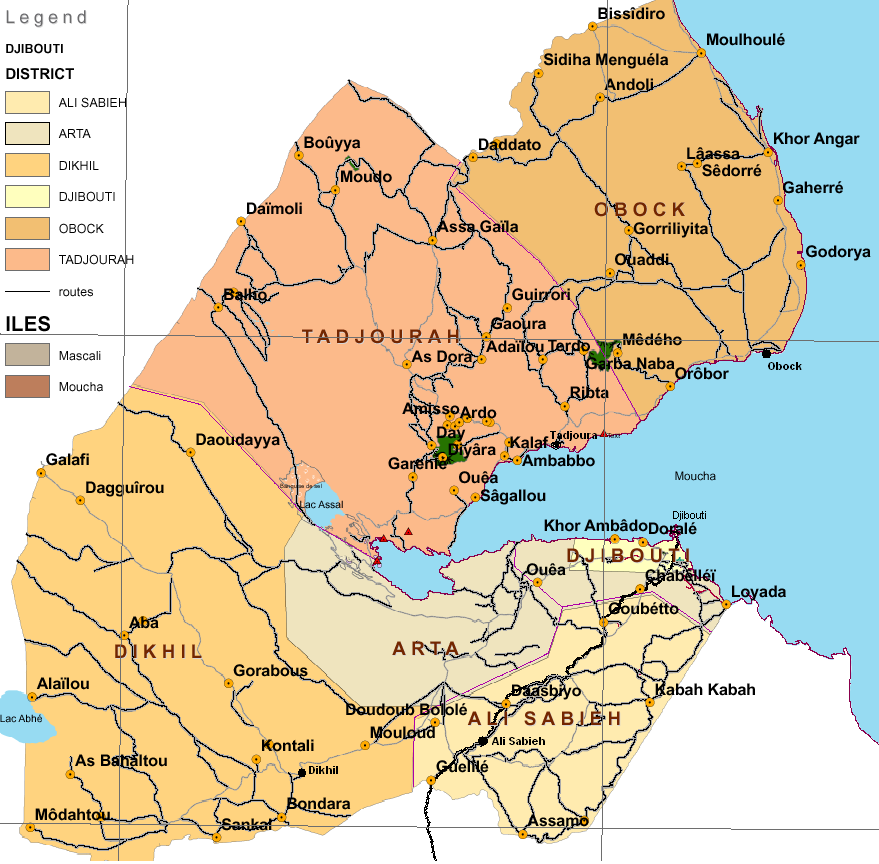 Legend
DJIBOUTI
DISTRICT
ALI SABIEH
ARTA
DIKHIL
DJIBOUTI
OBOCK
TADJOURAH
routes
ILES
Mascali
Moucha
Bissîdiro
Moulhoulé
Sidiha Menguéla
Andoli
Boûyya
Daddato
Khor Angar
Lâassa
Sêdorré
Moudo
Gaherré
Daïmoli
OBOCK
Assa Gaïla
Gorriliyita
Godorya
Ouaddi
Balho
Guirrori
Gaoura
TADJOURAH
Mêdého
Adaïlou
Terdo
As Dora
Garba Naba
Obock
Orôbor
Ribta
Amisso
Ardo
Day
Tadjoura
Daoudayya
Kalaf
Diyâra
Galafi
Garenlé
Ambabbo
Ouêa
Dagguîrou
Sâgallou
Lac Assal
Moucha
Djibouti
Khor Ambâdo
Doralé
DJIBOUTI
Ouêa
Chabêlléï
Loyada
Goubétto
Aba
DIKHIL
ARTA
Gorabous
Alaïlou
Daasbiyo
Kabah Kabah
Doudoub Bololé
Lac Abhé
ALI SABIEH
Mouloud
Ali Sabieh
Kontali
As Bahaltou
Dikhil
Guelîlé
Bondara
Môdahtou
Sankal
Assamo